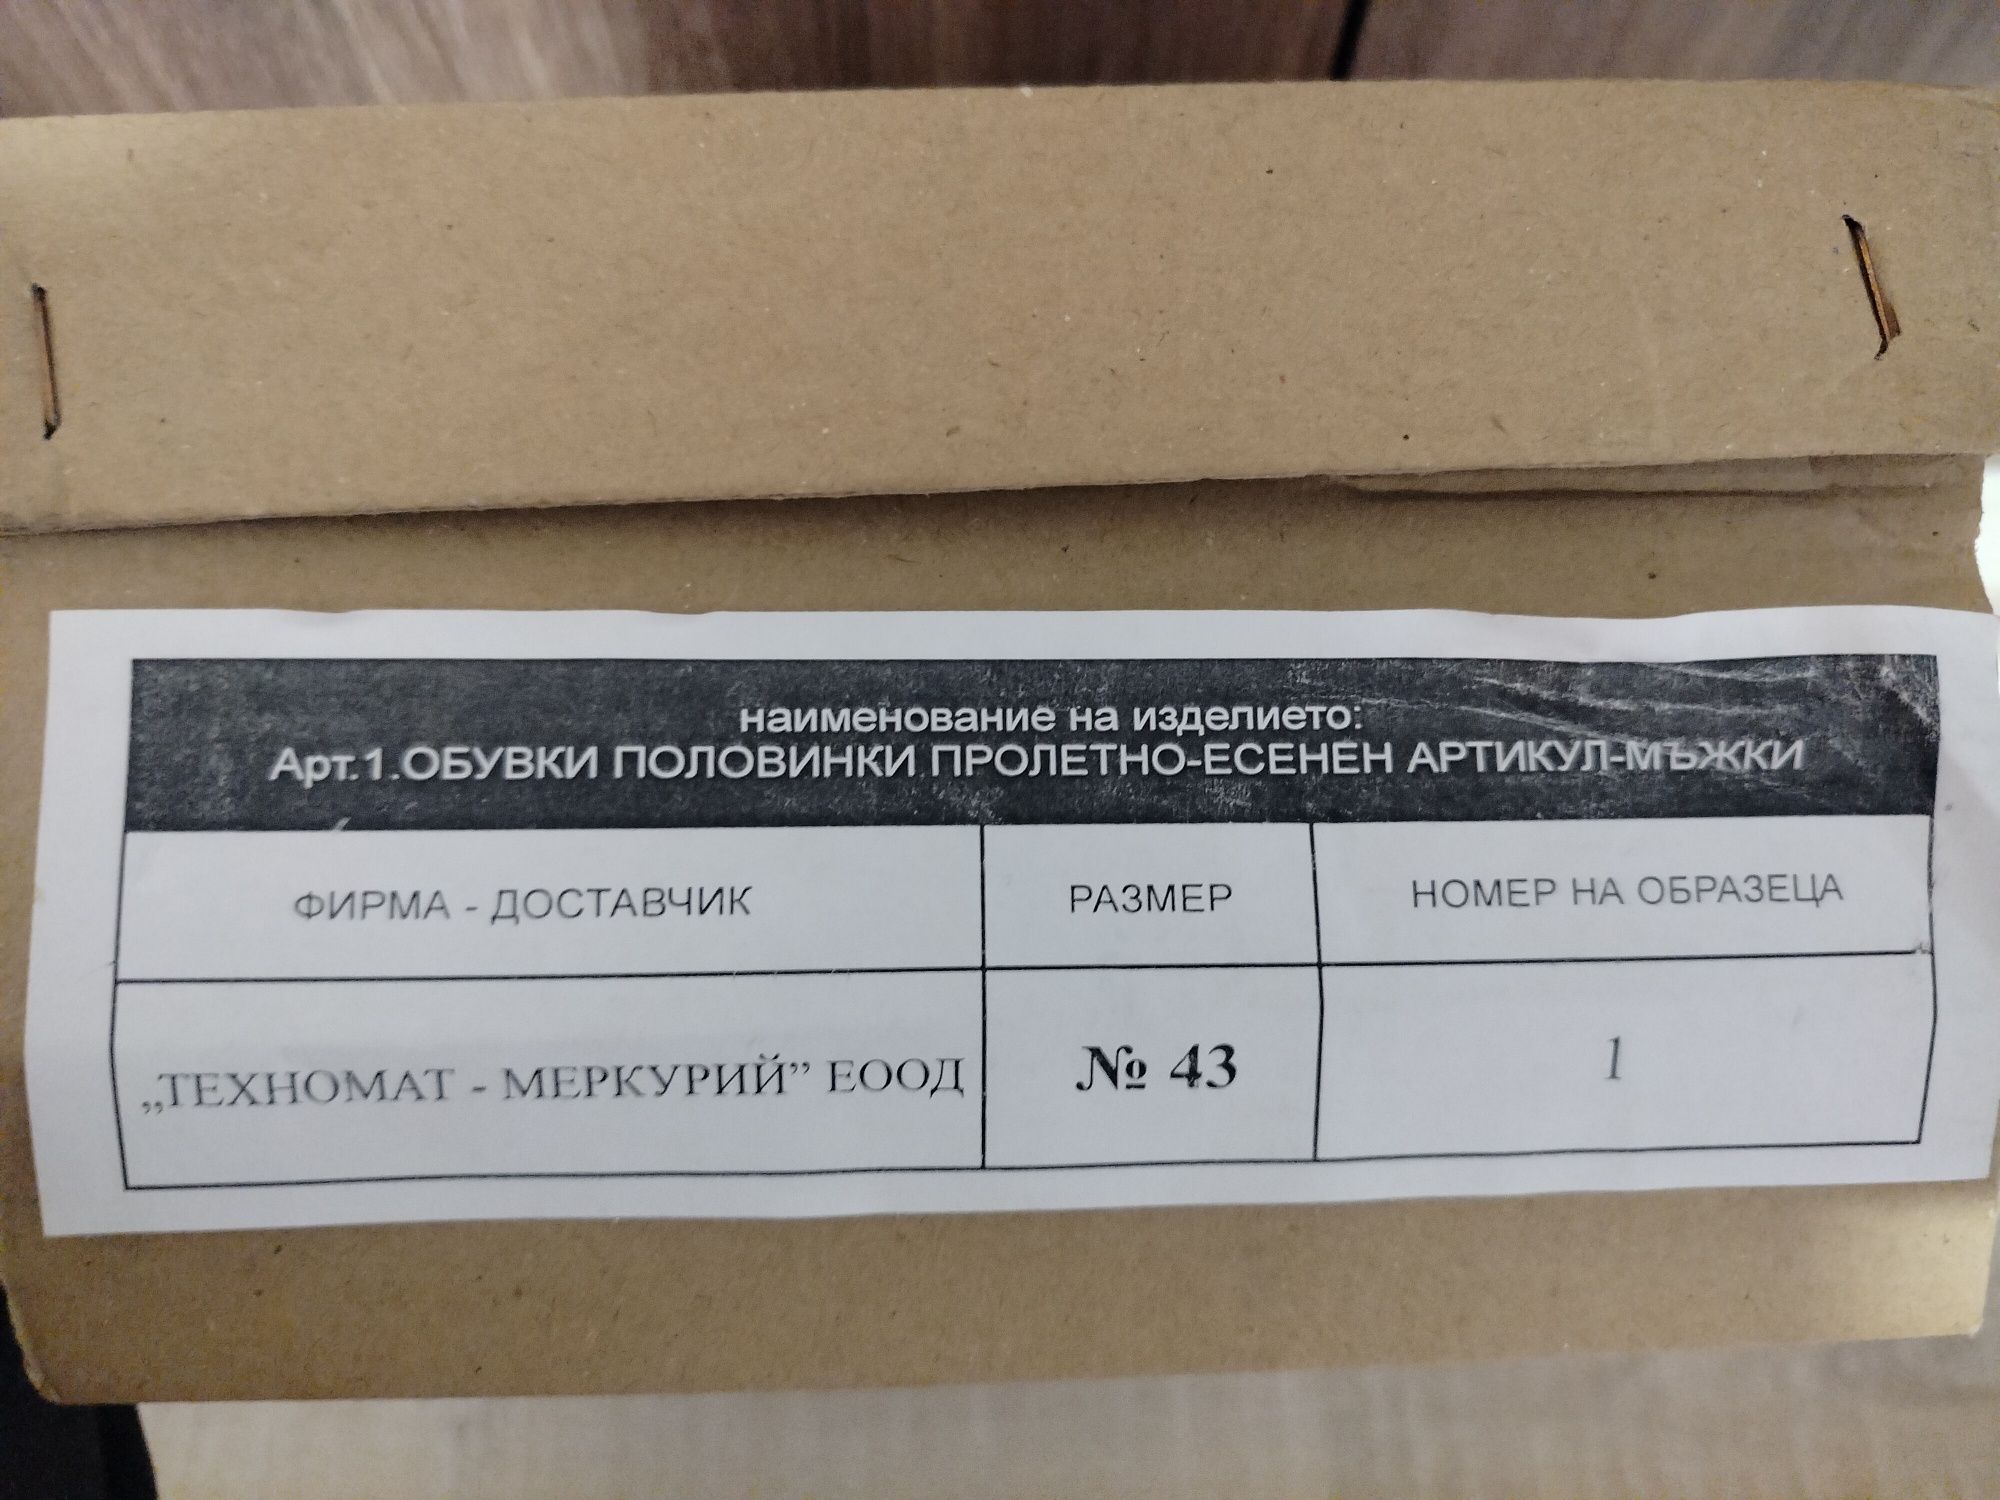 наименование на изделието:
Арт.1.ОБУВКИ ПОЛОВИНКИ ПРОЛЕТНО-ЕСЕНЕН АРТИКУЛ-МЪЖКИ
ФИРМА - ДОСТАВЧИК РАЗМЕР НОМЕР НА ОБРАЗЕЦА
„ТЕХНОМАТ - МЕРКУРИЙ” ЕООД № 43 1